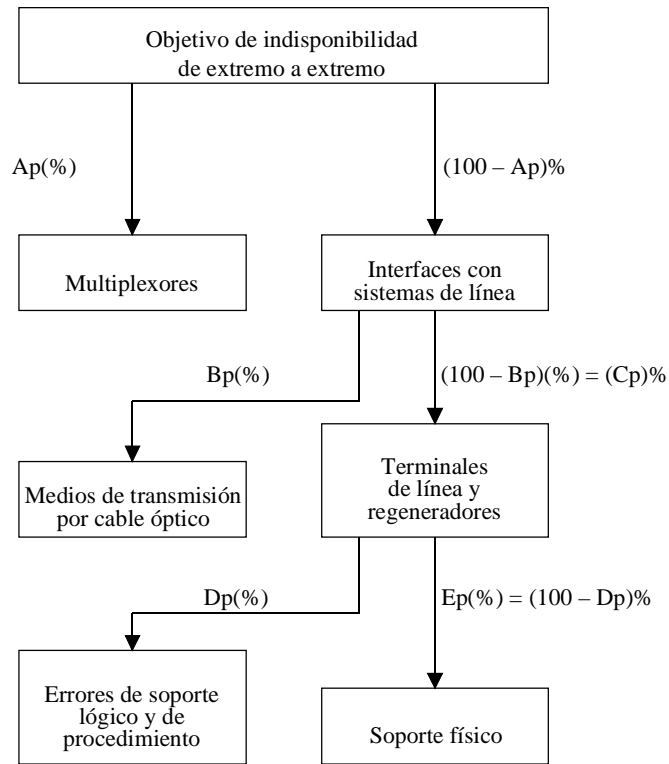 Objetivo de indisponibilidad
de extremo a extremo
Ap(%)
(100 – Ap)%
Multiplexores
Interfaces con
sistemas de línea
Bp(%)
(100 – Bp)(%) = (Cp)%
Medios de transmisión
por cable óptico
Terminales
de línea y
regeneradores
Dp(%)
Ep(%) = (100 – Dp)%
Errores de soporte
lógico y de
procedimiento
Soporte físico